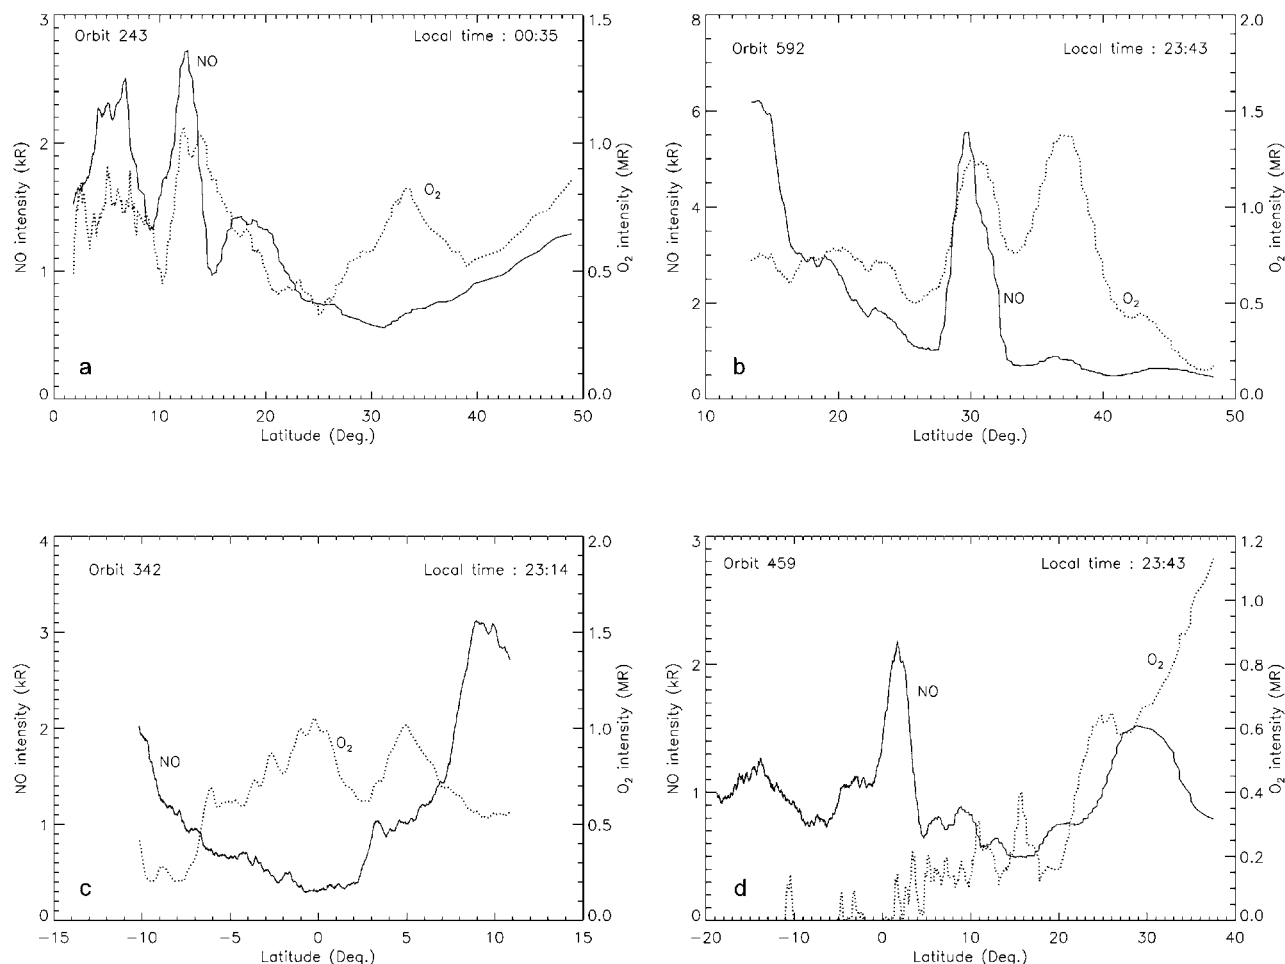 Orbit 243
Local time : 00:35
NO
O₂
a
3
2
1
0
NO intensity (kR)
1.5
1.0
0.5
0.0
O₂ intensity (MR)
0 10 20 30 40 50
Latitude (Deg.)
Orbit 592
Local time : 23:43
NO
O₂
b
8
6
4
2
0
NO intensity (kR)
2.0
1.5
1.0
0.5
0.0
O₂ intensity (MR)
10 20 30 40 50
Latitude (Deg.)
Orbit 342
Local time : 23:14
NO
O₂
c
4
3
2
1
0
NO intensity (kR)
2.0
1.5
1.0
0.5
0.0
O₂ intensity (MR)
−15 −10 −5 0 5 10 15
Latitude (Deg.)
Orbit 459
Local time : 23:43
NO
O₂
d
3
2
1
0
NO intensity (kR)
1.2
1.0
0.8
0.6
0.4
0.2
0.0
O₂ intensity (MR)
−20 −10 0 10 20 30 40
Latitude (Deg.)